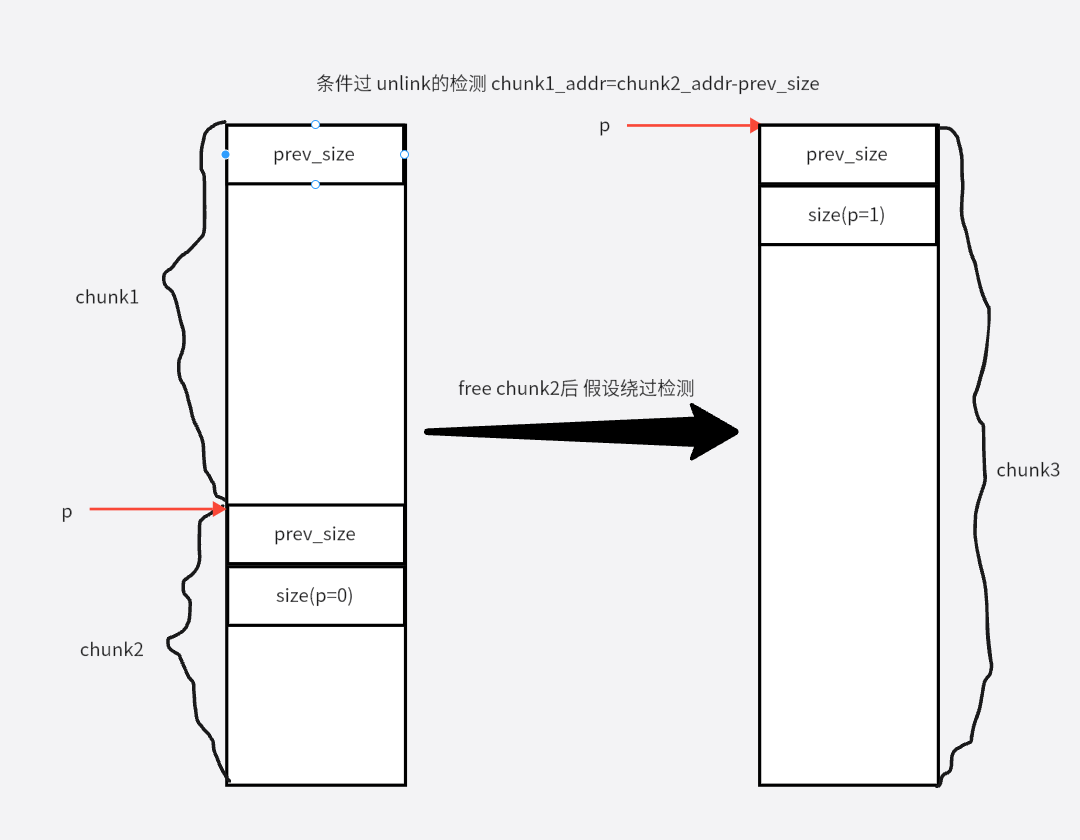 条件过 unlink的检测 chunk1_addr=chunk2_addr-prev_size
p
prev_size
prev_size
size(p=1)
chunk1
free chunk2后 假设绕过检测
chunk3
p
prev_size
size(p=0)
chunk2